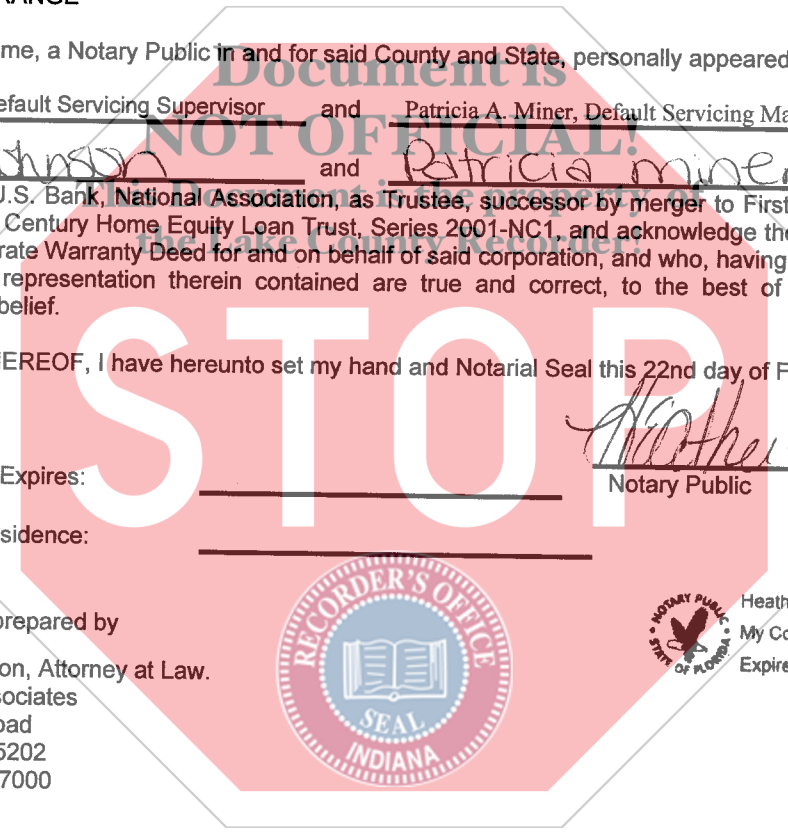 RANGE
me, a Notary Public in and for said County and State, personally appeared
Document is
efault Servicing Supervisor and Patricia A. Miner, Default Servicing Ma
NOT OFFICIAL!
ohnson and Patricia miner
This Document is the property of
U.S. Bank, National Association, as Trustee, successor by merger to First
Century Home Equity Loan Trust, Series 2001-NC1, and acknowledge the
the Lake County Recorder!
rate Warranty Deed for and on behalf of said corporation, and who, having
representation therein contained are true and correct, to the best of
belief.
STOP
EREOF, I have hereunto set my hand and Notarial Seal this 22nd day of F
Heather
Expires:
Notary Public
sidence:
RECORDER'S OFFICE
SEAL
INDIANA
NOTARY PUBLIC
STATE OF FLORIDA
Heath
My Co
Expire
prepared by
on, Attorney at Law.
sociates
oad
5202
7000